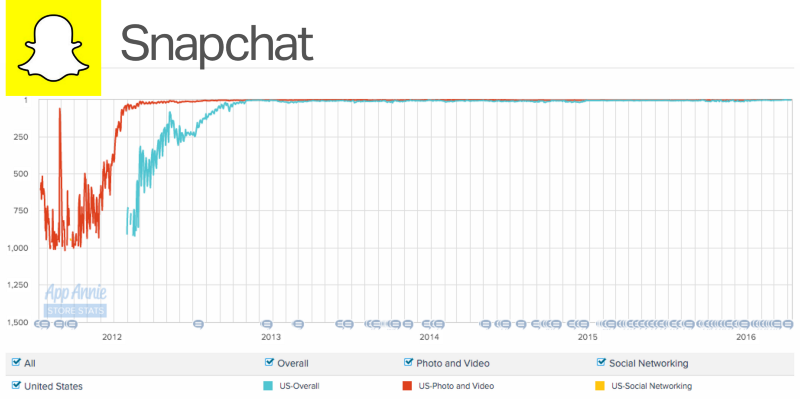 Snapchat
1
250
500
750
1,000
1,250
1,500
App Annie
STORE STATS
2012 2013 2014 2015 2016
All Overall Photo and Video Social Networking
United States US-Overall US-Photo and Video US-Social Networking